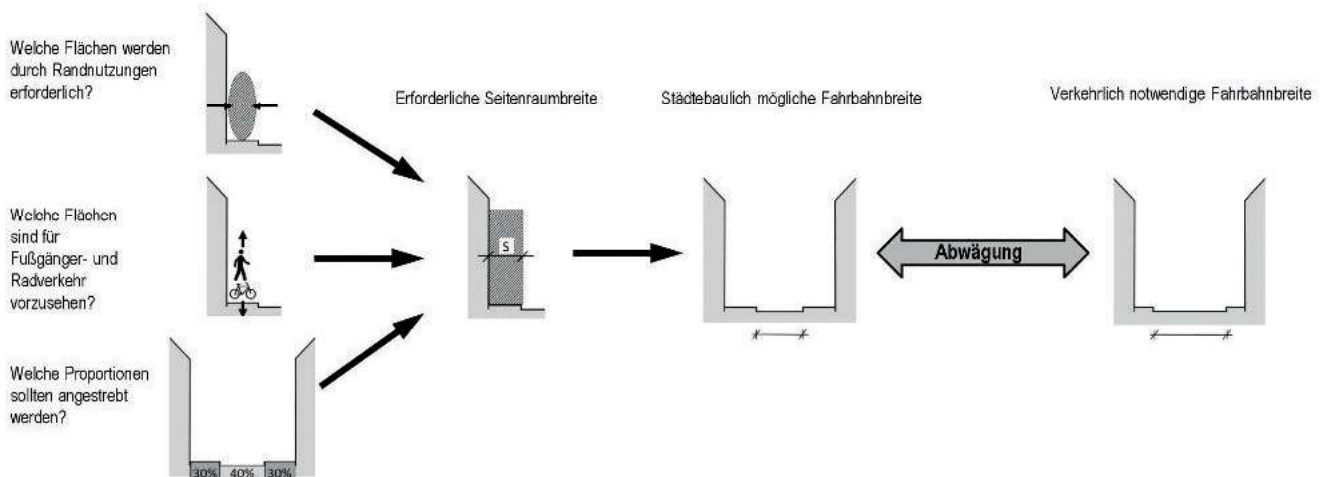 Welche Flächen werden
durch Randnutzungen
erforderlich?
Erforderliche Seitenraumbreite
Städtebaulich mögliche Fahrbahnbreite
Verkehrlich notwendige Fahrbahnbreite
Welche Flächen
sind für
Fußgänger- und
Radverkehr
vorzusehen?
S
Abwägung
Welche Proportionen
sollten angestrebt
werden?
30% 40% 30%